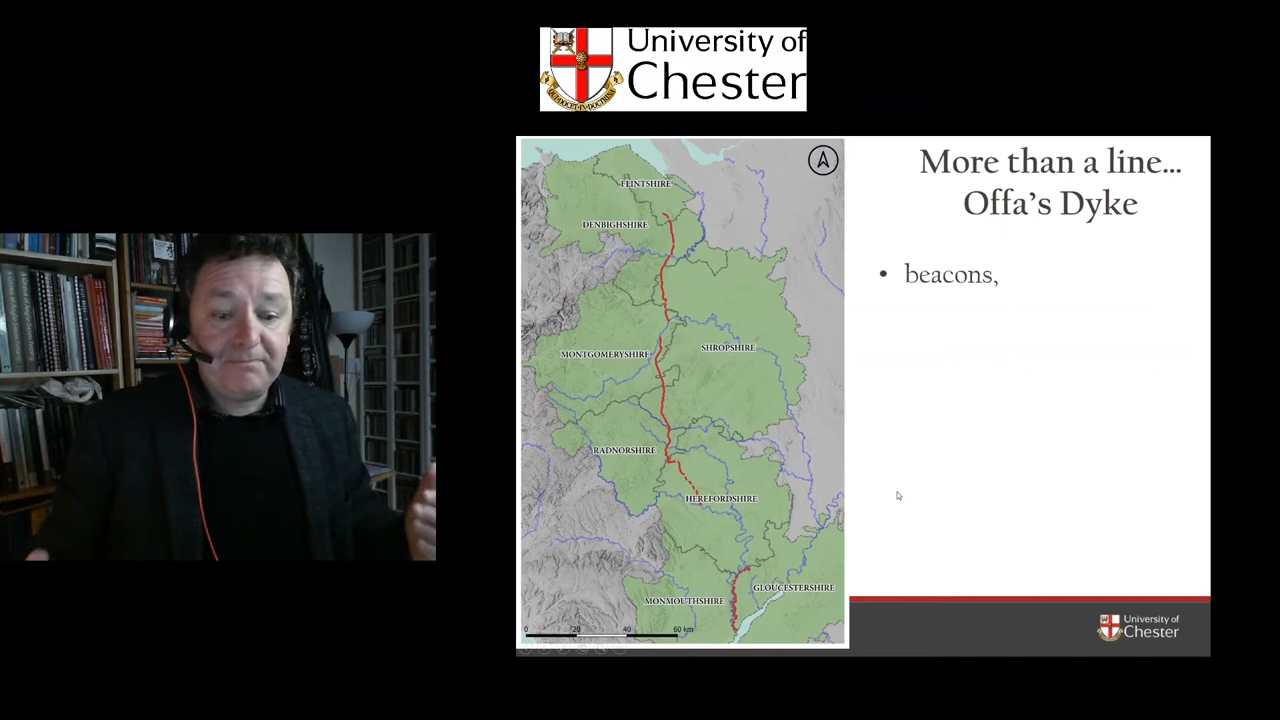 University of
Chester
More than a line...
Offa's Dyke
• beacons,
FLINTSHIRE
DENBIGHSHIRE
MONTGOMERYSHIRE
SHROPSHIRE
RADNORSHIRE
HEREFORDSHIRE
GLOUCESTERSHIRE
MONMOUTHSHIRE
0 20 40 60 km
University of
Chester